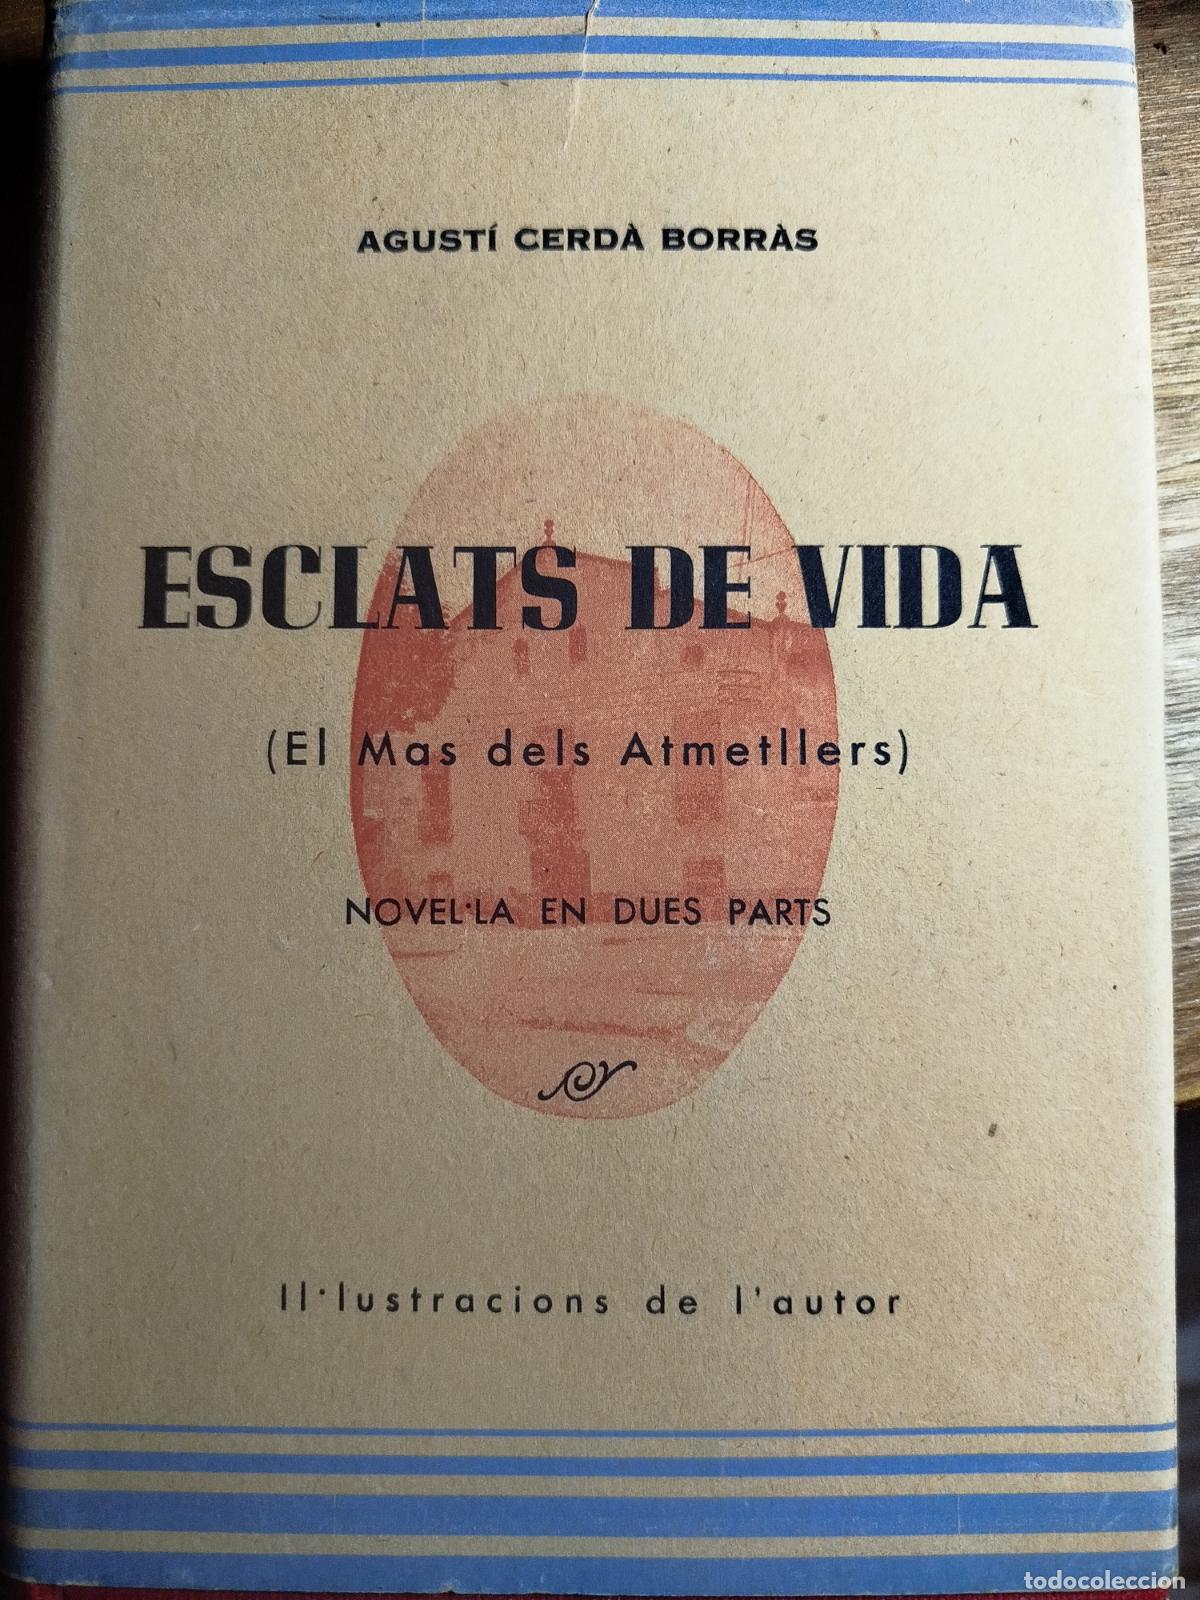 AGUSTÍ CERDÀ BORRÀS
ESCLATS DE VIDA
(El Mas dels Atmetllers)
NOVEL·LA EN DUES PARTS
Il·lustracions de l'autor
todocoleccion